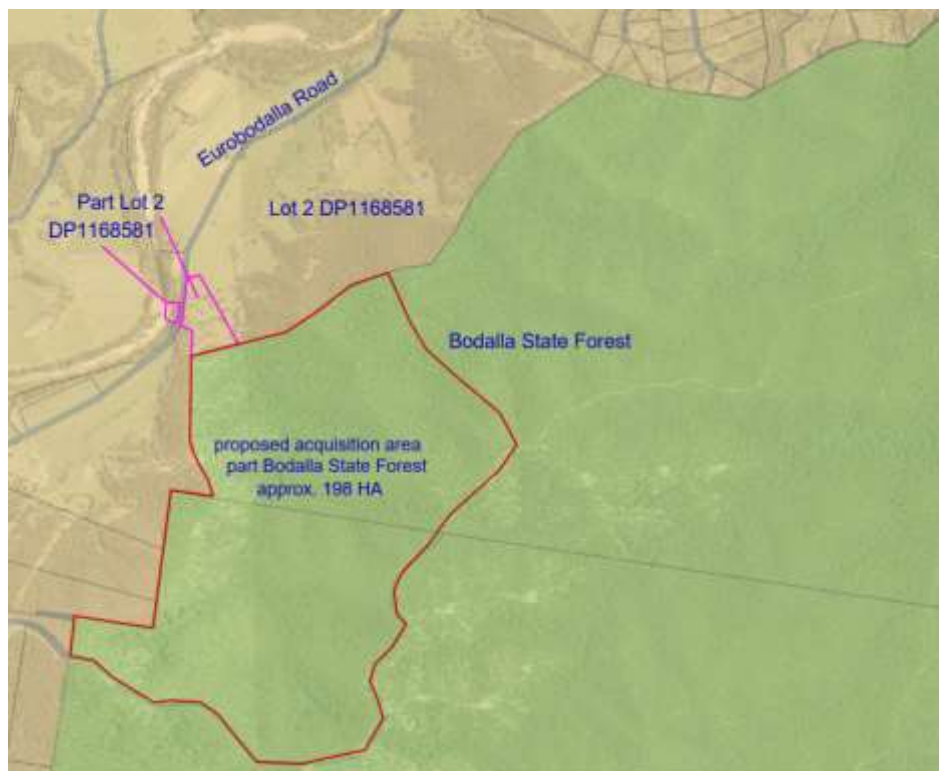 Eurobodalla Road
Part Lot 2
DP1168581
Lot 2 DP1168581
Bodalla State Forest
proposed acquisition area
part Bodalla State Forest
approx. 198 HA